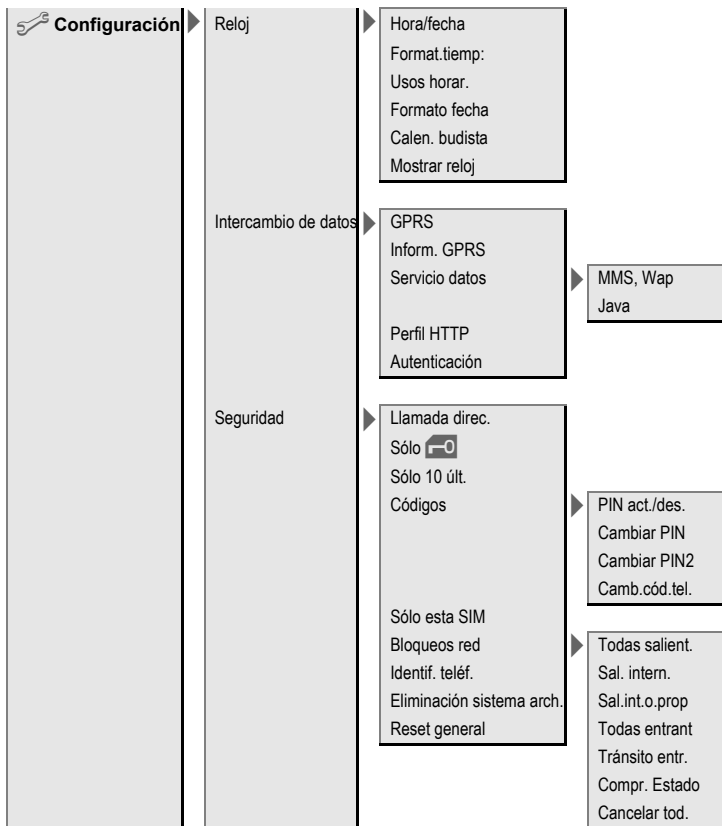 Configuración
Reloj
Hora/fecha
Format.tiemp:
Usos horar.
Formato fecha
Calen. budista
Mostrar reloj
Intercambio de datos
GPRS
Inform. GPRS
Servicio datos
MMS, Wap
Java
Perfil HTTP
Autenticación
Seguridad
Llamada direc.
Sólo
Sólo 10 últ.
Códigos
PIN act./des.
Cambiar PIN
Cambiar PIN2
Camb.cód.tel.
Sólo esta SIM
Bloqueos red
Todas salient.
Sal. intern.
Sal.int.o.prop
Todas entrant
Tránsito entr.
Compr. Estado
Cancelar tod.
Identif. teléf.
Eliminación sistema arch.
Reset general